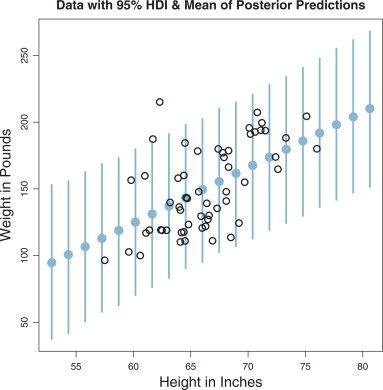 Data with 95% HDI & Mean of Posterior Predictions
Weight in Pounds
250
200
150
100
50
55 60 65 70 75 80
Height in Inches